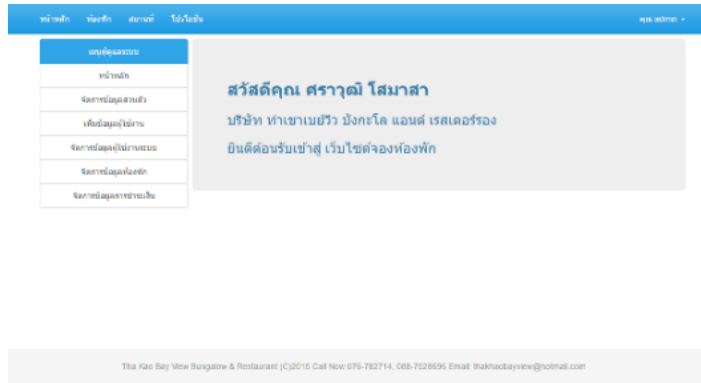 หน้าหลัก ห้องพัก สถานที่ โปรโมชั่น คุณ admin
เมนูผู้ดูแลระบบ
หน้าหลัก
จัดการข้อมูลส่วนตัว
เพิ่มข้อมูลผู้ใช้งาน
จัดการข้อมูลผู้ใช้งานระบบ
จัดการข้อมูลห้องพัก
จัดการข้อมูลการชำระเงิน
สวัสดีคุณ ศราวุฒิ โสมาสา
บริษัท ท่าเขาเบย์วิว บังกะโล แอนด์ เรสเตอร์รอง
ยินดีต้อนรับเข้าสู่ เว็บไซต์จองห้องพัก
Tha Kao Bay View Bungalow & Restaurant (C)2015 Call Now 076-782714, 088-7528696 Email: thakhaobayview@hotmail.com